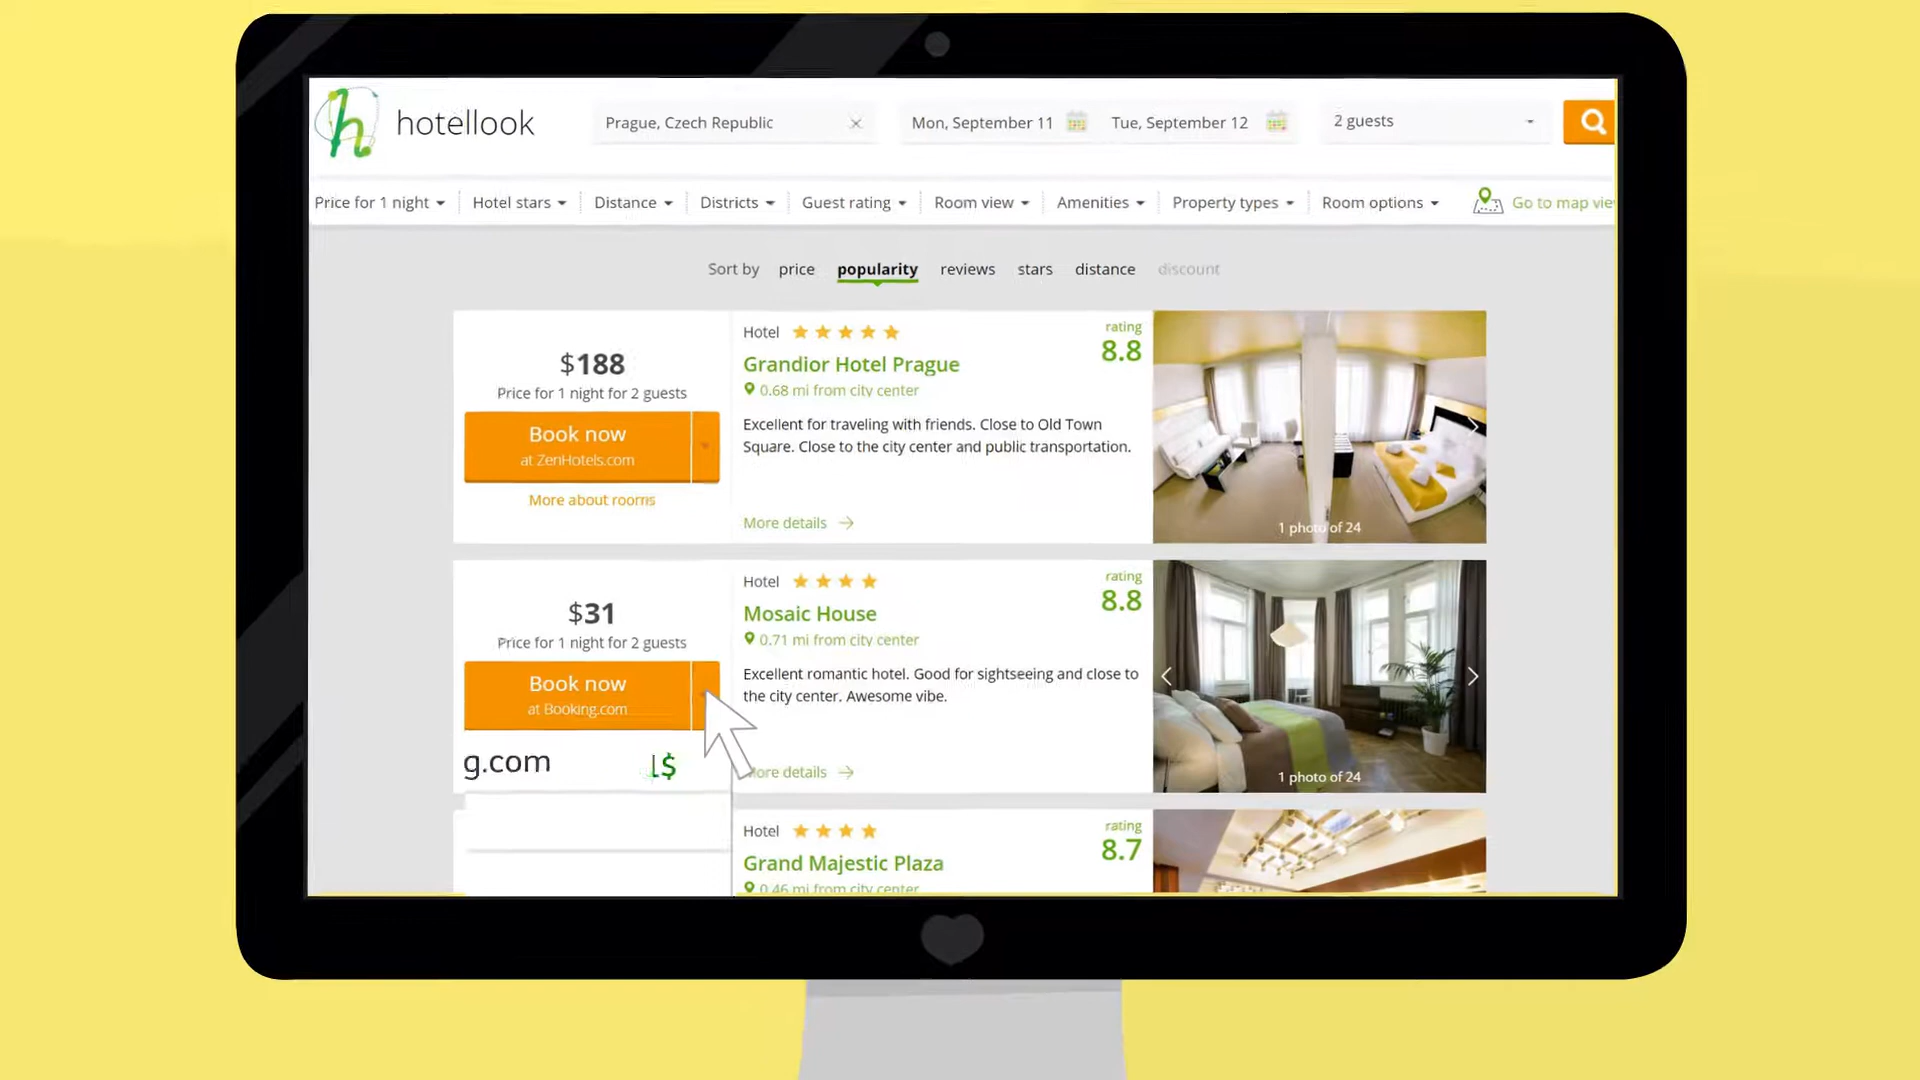 hotellook
Prague, Czech Republic
Mon, September 11
Tue, September 12
2 guests
Price for 1 night
Hotel stars
Distance
Districts
Guest rating
Room view
Amenities
Property types
Room options
Go to map
Sort by price popularity reviews stars distance discount
$188
Price for 1 night for 2 guests
Book now
at ZenHotels.com
More about rooms
Hotel
Grandior Hotel Prague
0.68 mi from city center
Excellent for traveling with friends. Close to Old Town
Square. Close to the city center and public transportation.
More details
rating
8.8
1 photo of 24
$31
Price for 1 night for 2 guests
Book now
at Booking.com
g.com
$
Hotel
Mosaic House
0.71 mi from city center
Excellent romantic hotel. Good for sightseeing and close to
the city center. Awesome vibe.
details
rating
8.8
1 photo of 24
Hotel
Grand Majestic Plaza
0.46 mi from city center
rating
8.7